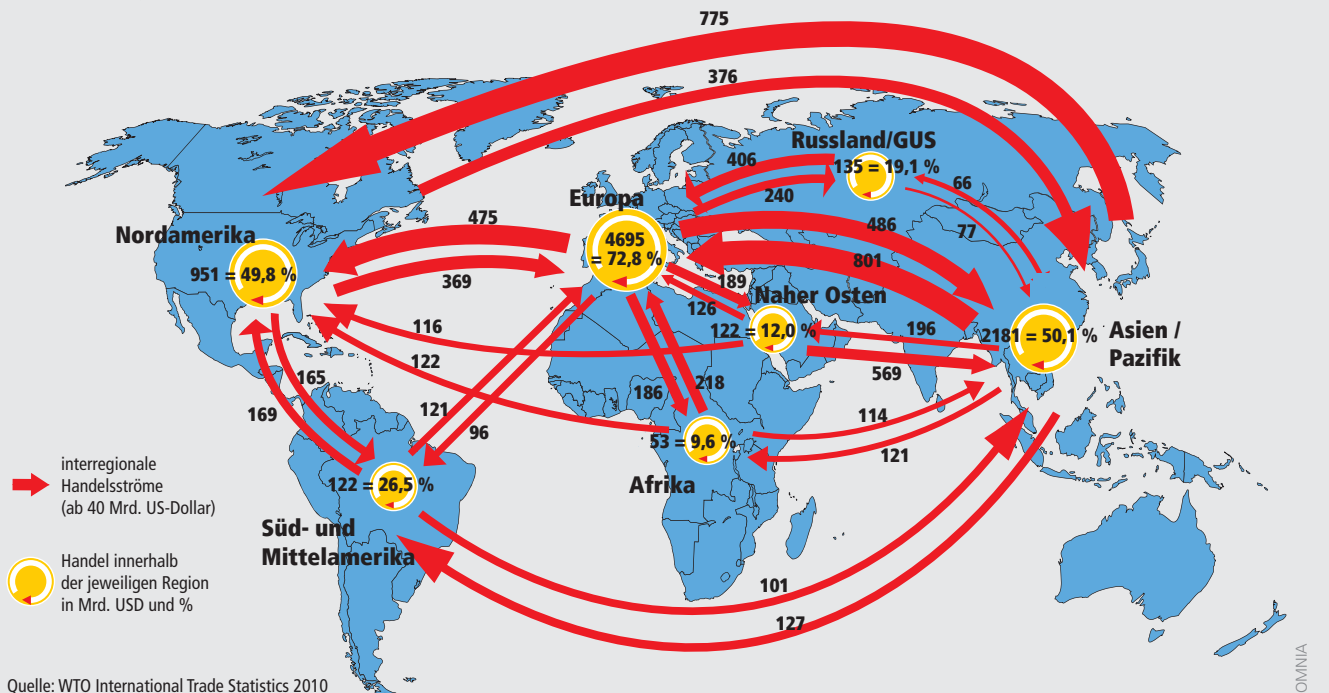 775
376
Russland/GUS
406
135 = 19,1 %
66
240
Europa
475
486
77
Nordamerika
4695
= 72,8 %
801
951 = 49,8 %
369
189
Naher Osten
126
116
122 = 12,0 %
196
2181 = 50,1 %
Asien /
Pazifik
122
569
165
186
218
169
121
96
114
53 = 9,6 %
121
interregionale
Handelsströme
(ab 40 Mrd. US-Dollar)
122 = 26,5 %
Afrika
Süd- und
Mittelamerika
Handel innerhalb
der jeweiligen Region
in Mrd. USD und %
101
127
Quelle: WTO International Trade Statistics 2010
OMNIA